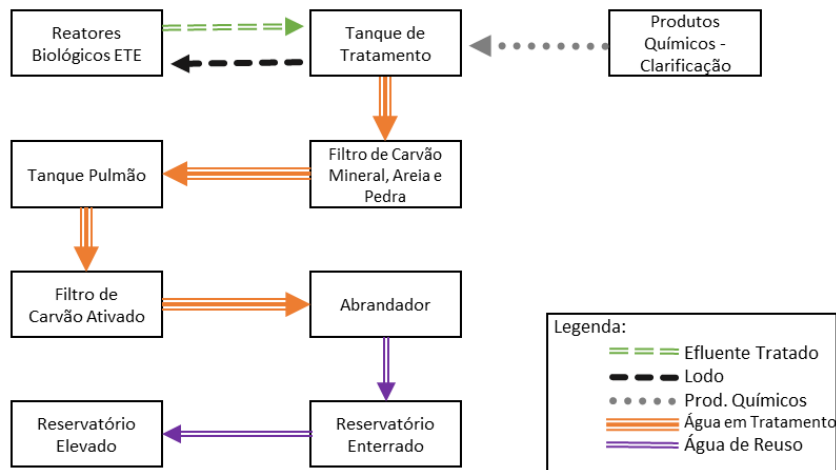 Reatores
Biológicos ETE
Tanque de
Tratamento
Produtos
Químicos -
Clarificação
Tanque Pulmão
Filtro de Carvão
Mineral, Areia e
Pedra
Filtro de
Carvão Ativado
Abrandador
Reservatório
Elevado
Reservatório
Enterrado
Legenda:
Efluente Tratado
Lodo
Prod. Químicos
Água em Tratamento
Água de Reuso